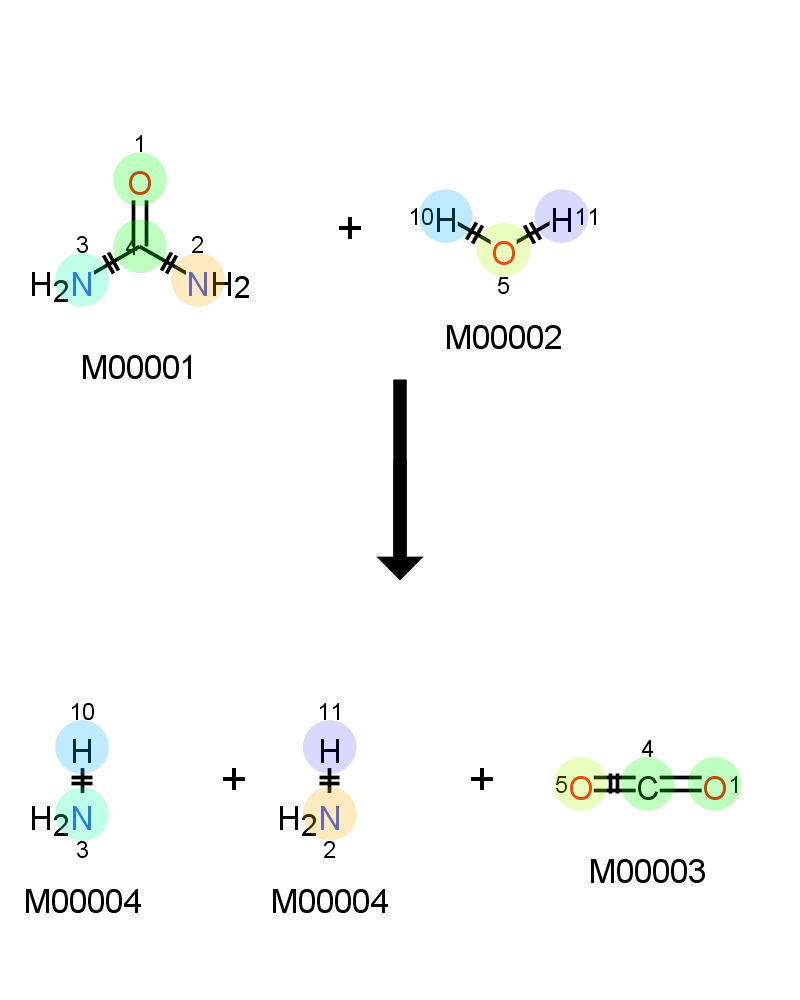 1
O
3 4 2
H2N NH2
M00001
+
10H H11
O
5
M00002
10
H
H2N
3
M00004
+
11
H
H2N
2
M00004
+
4
5O C O1
M00003